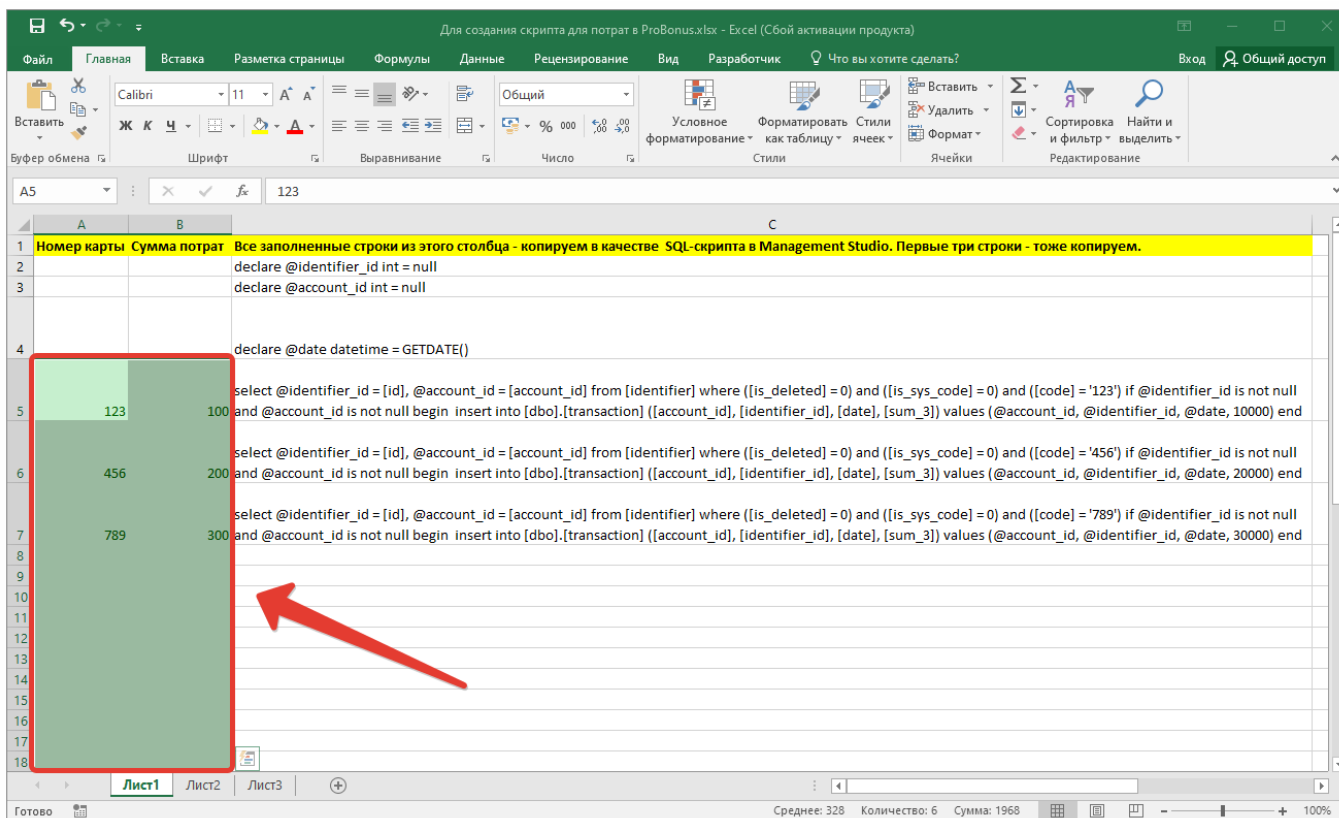 Для создания скрипта для потрат в ProBonus.xlsx - Excel (Сбой активации продукта)
Файл Главная Вставка Разметка страницы Формулы Данные Рецензирование Вид Разработчик Что вы хотите сделать? Вход Общий доступ
Вставить
Calibri 11
Ж К Ч
Общий
% 000
Условное форматирование
Форматировать как таблицу
Стили ячеек
Вставить
Удалить
Формат
Сортировка и фильтр
Найти и выделить
Буфер обмена Шрифт Выравнивание Число Стили Ячейки Редактирование
A5 fx 123
A B C
1 Номер карты Сумма потрат Все заполненные строки из этого столбца - копируем в качестве SQL-скрипта в Management Studio. Первые три строки - тоже копируем.
2 declare @identifier_id int = null
3 declare @account_id int = null
4 declare @date datetime = GETDATE()
select @identifier_id = [id], @account_id = [account_id] from [identifier] where ([is_deleted] = 0) and ([is_sys_code] = 0) and ([code] = '123') if @identifier_id is not null
5 123 100 and @account_id is not null begin insert into [dbo].[transaction] ([account_id], [identifier_id], [date], [sum_3]) values (@account_id, @identifier_id, @date, 10000) end
select @identifier_id = [id], @account_id = [account_id] from [identifier] where ([is_deleted] = 0) and ([is_sys_code] = 0) and ([code] = '456') if @identifier_id is not null
6 456 200 and @account_id is not null begin insert into [dbo].[transaction] ([account_id], [identifier_id], [date], [sum_3]) values (@account_id, @identifier_id, @date, 20000) end
select @identifier_id = [id], @account_id = [account_id] from [identifier] where ([is_deleted] = 0) and ([is_sys_code] = 0) and ([code] = '789') if @identifier_id is not null
7 789 300 and @account_id is not null begin insert into [dbo].[transaction] ([account_id], [identifier_id], [date], [sum_3]) values (@account_id, @identifier_id, @date, 30000) end
8
9
10
11
12
13
14
15
16
17
18
Лист1 Лист2 Лист3
Готово Среднее: 328 Количество: 6 Сумма: 1968 100%